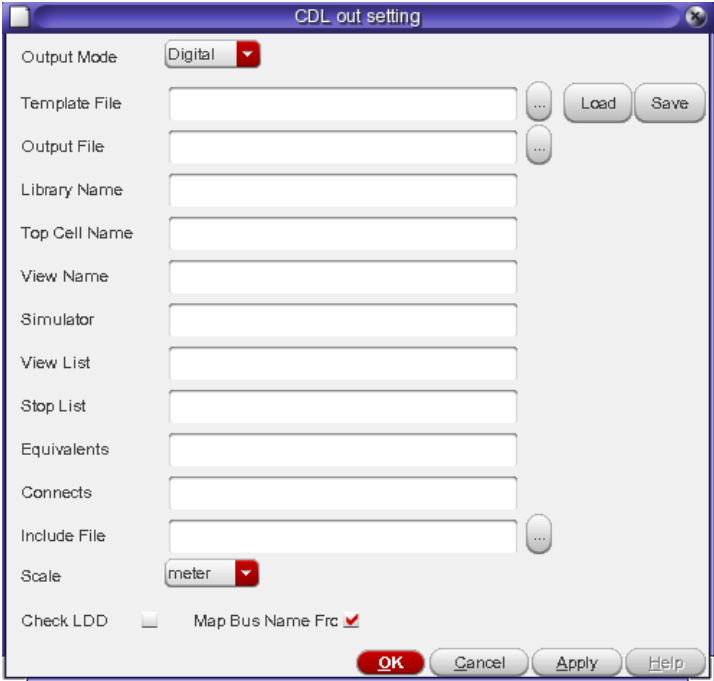 CDL out setting
Output Mode Digital
Template File ... Load Save
Output File ...
Library Name
Top Cell Name
View Name
Simulator
View List
Stop List
Equivalents
Connects
Include File ...
Scale meter
Check LDD Map Bus Name Frc
OK Cancel Apply Help